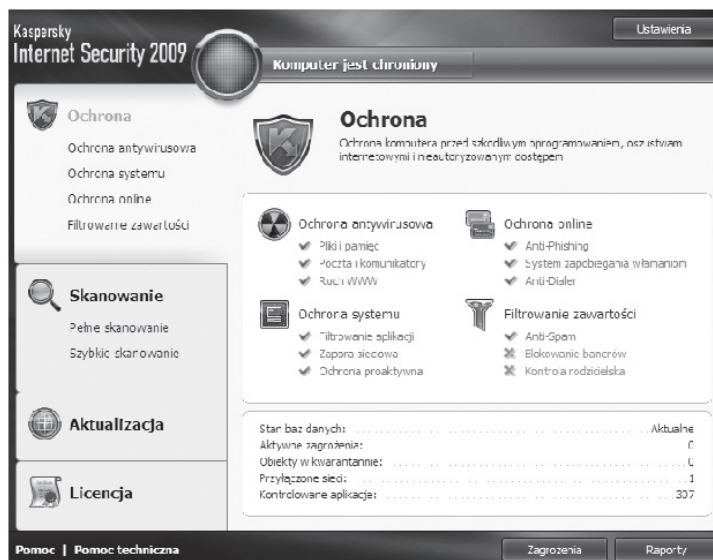 Kaspersky
Internet Security 2009
Ustawienia
Komputer jest chroniony
Ochrona
Ochrona antywirusowa
Ochrona systemu
Ochrona online
Filtrowanie zawartości
Skanowanie
Pełne skanowanie
Szybkie skanowanie
Aktualizacja
Licencja
Ochrona
Ochrona komputera przed szkodliwym oprogramowaniem, oszustwami
internetowymi i nieautoryzowanym dostępem
Ochrona antywirusowa
Pliki i pamięć
Poczta i komunikatory
Ruch WWW
Ochrona online
Anti-Phishing
System zapobiegania włamaniom
Anti-Dialer
Ochrona systemu
Filtrowanie aplikacji
Zapora sieciowa
Ochrona proaktywna
Filtrowanie zawartości
Anti-Spam
Blokowanie banerów
Kontrola rodzicielska
Stan baz danych: Aktualne
Aktywne zagrożenia: 0
Obiekty w kwarantannie: 0
Przyłączone sieci: 1
Kontrolowane aplikacje: 307
Pomoc | Pomoc techniczna
Zagrożenia
Raporty